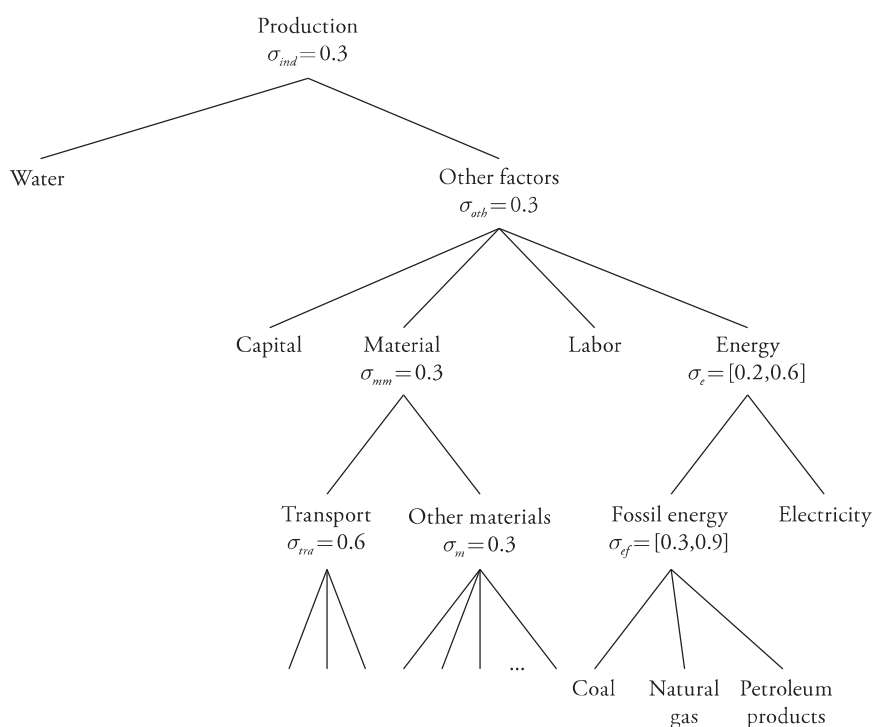 Production
σind=0.3
Water
Other factors
σoth=0.3
Capital
Material
σmm=0.3
Labor
Energy
σe=[0.2,0.6]
Transport
σtra=0.6
Other materials
σm=0.3
Fossil energy
σef=[0.3,0.9]
Electricity
...
Coal
Natural
gas
Petroleum
products